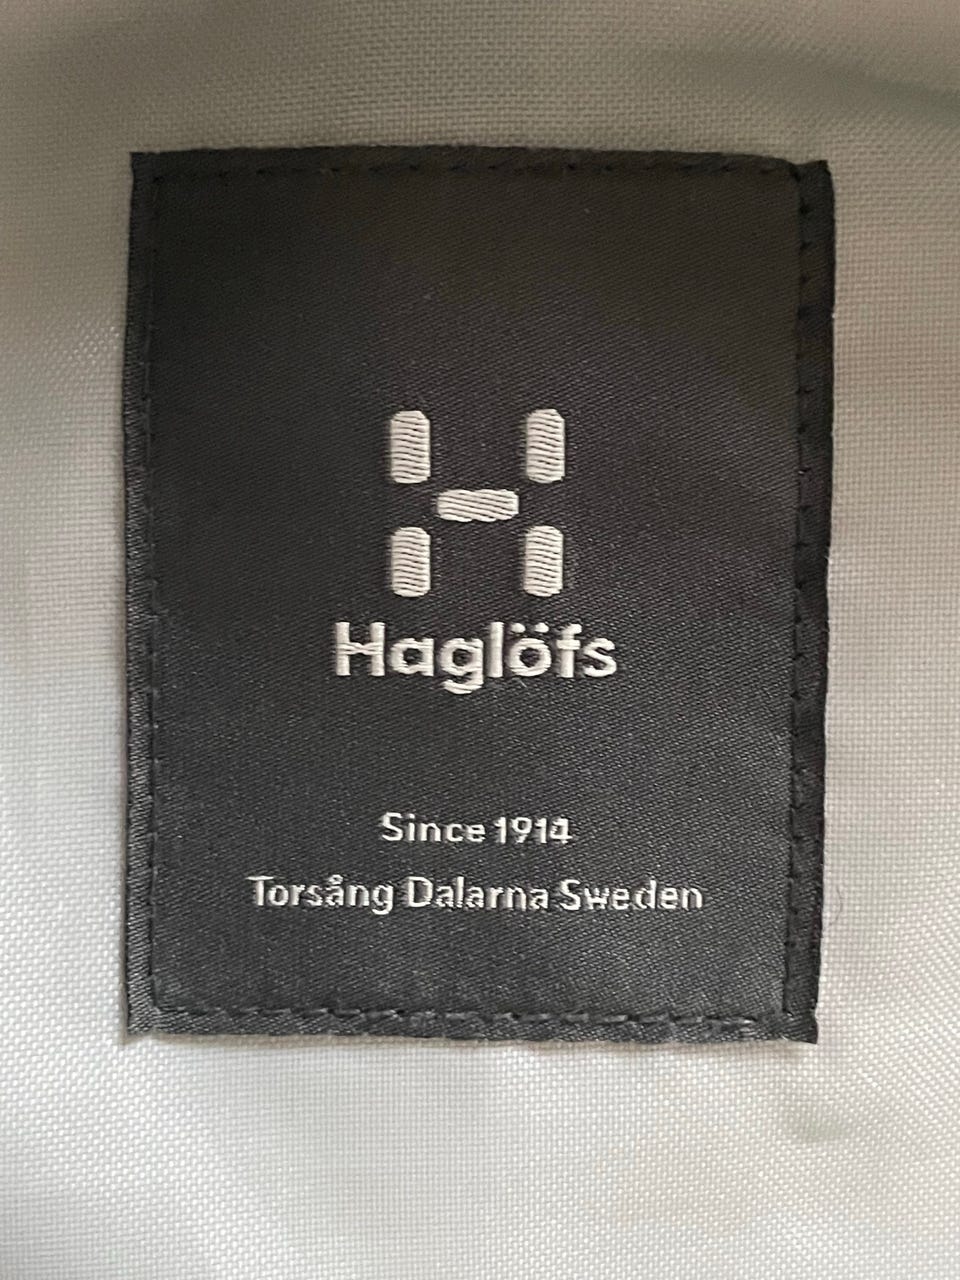 Haglöfs
Since 1914
Torsång Dalarna Sweden